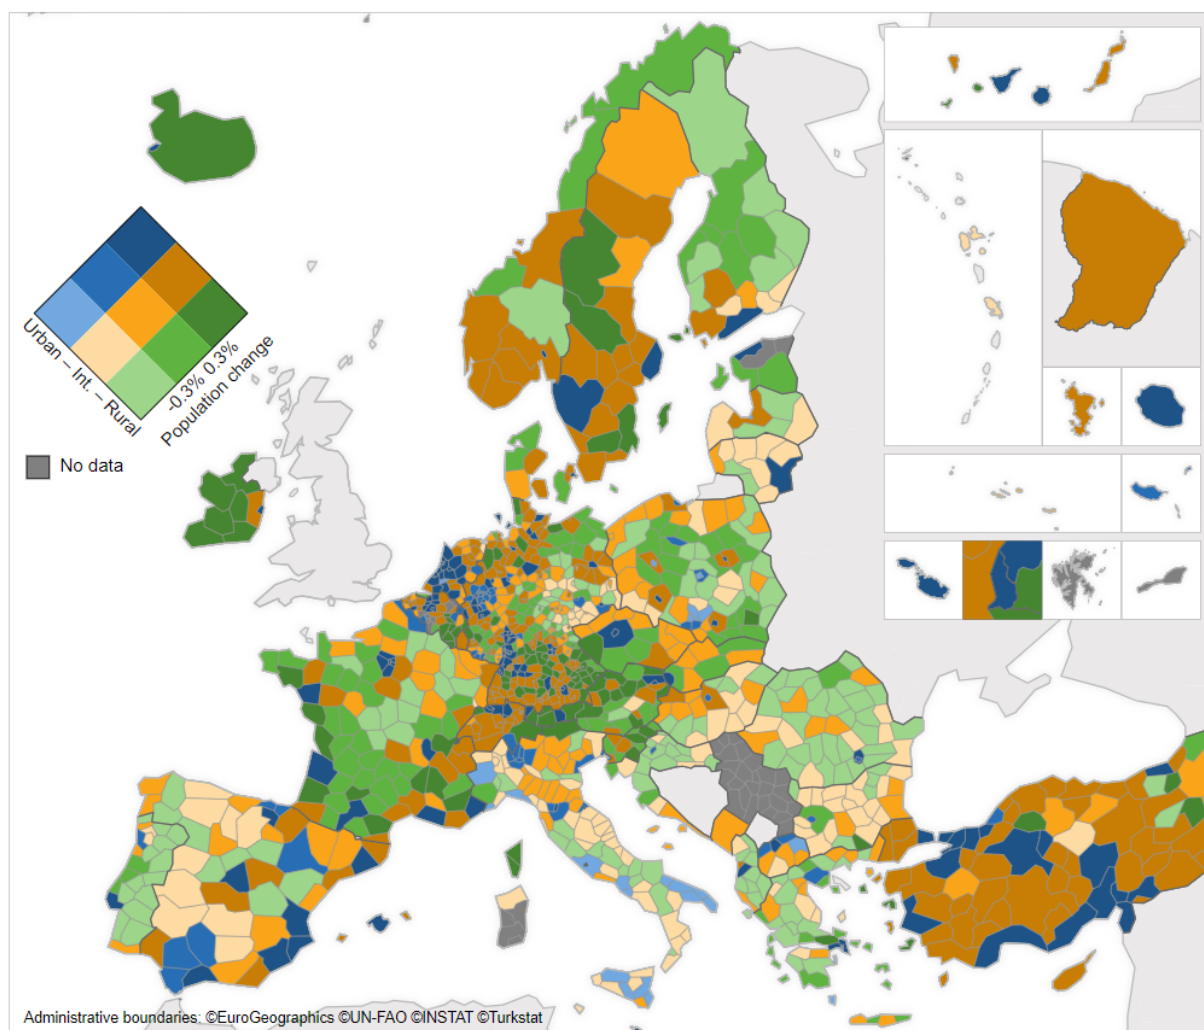 Urban – Int. – Rural
-0.3% 0.3%
Population change
No data
Administrative boundaries: ©EuroGeographics ©UN-FAO ©INSTAT ©Turkstat